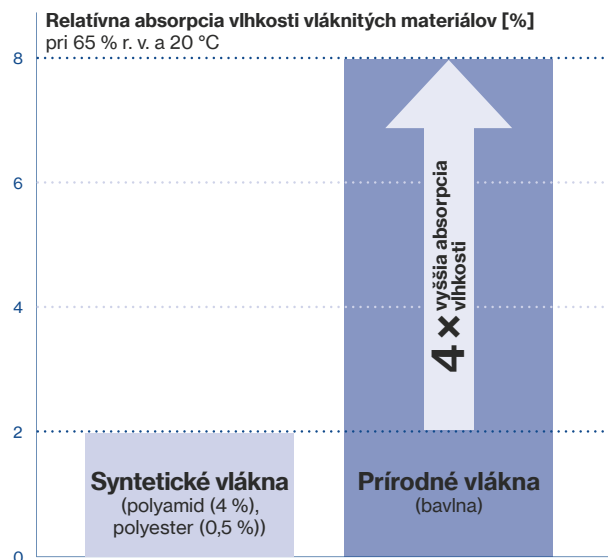 Relatívna absorpcia vlhkosti vláknitých materiálov [%]
pri 65 % r. v. a 20 °C
8
6
4
2
0
4 ×
vyššia absorpcia
vlhkosti
Syntetické vlákna
(polyamid (4 %),
polyester (0,5 %))
Prírodné vlákna
(bavlna)